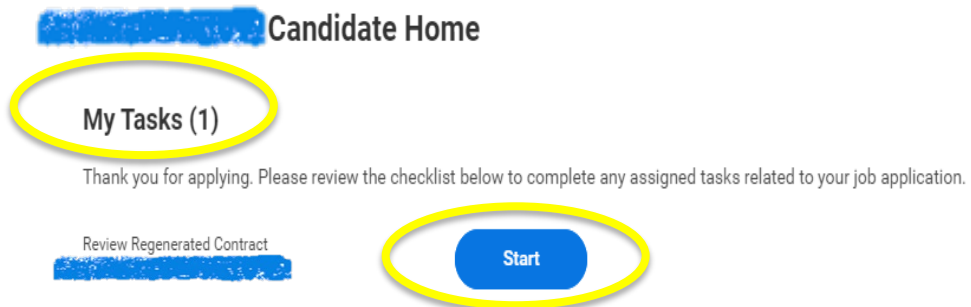 Candidate Home
My Tasks (1)
Thank you for applying. Please review the checklist below to complete any assigned tasks related to your job application.
Review Regenerated Contract
Start